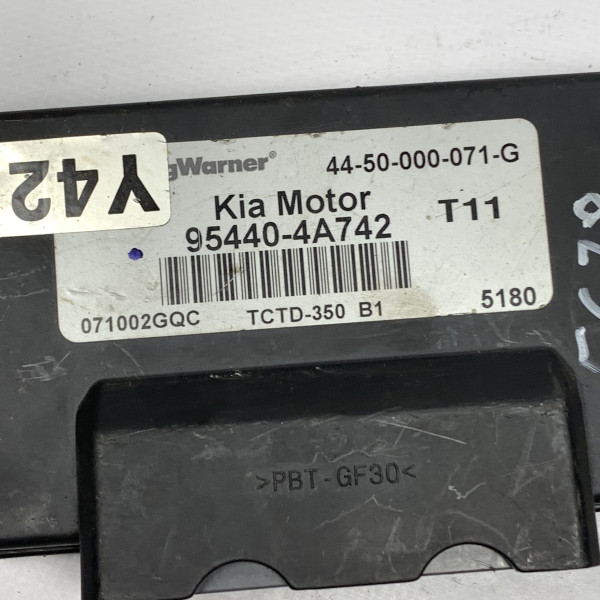 Y42
gWarner® 44-50-000-071-G
Kia Motor
95440-4A742 T11
071002GQC TCTD-350 B1 5180
>PBT-GF30<